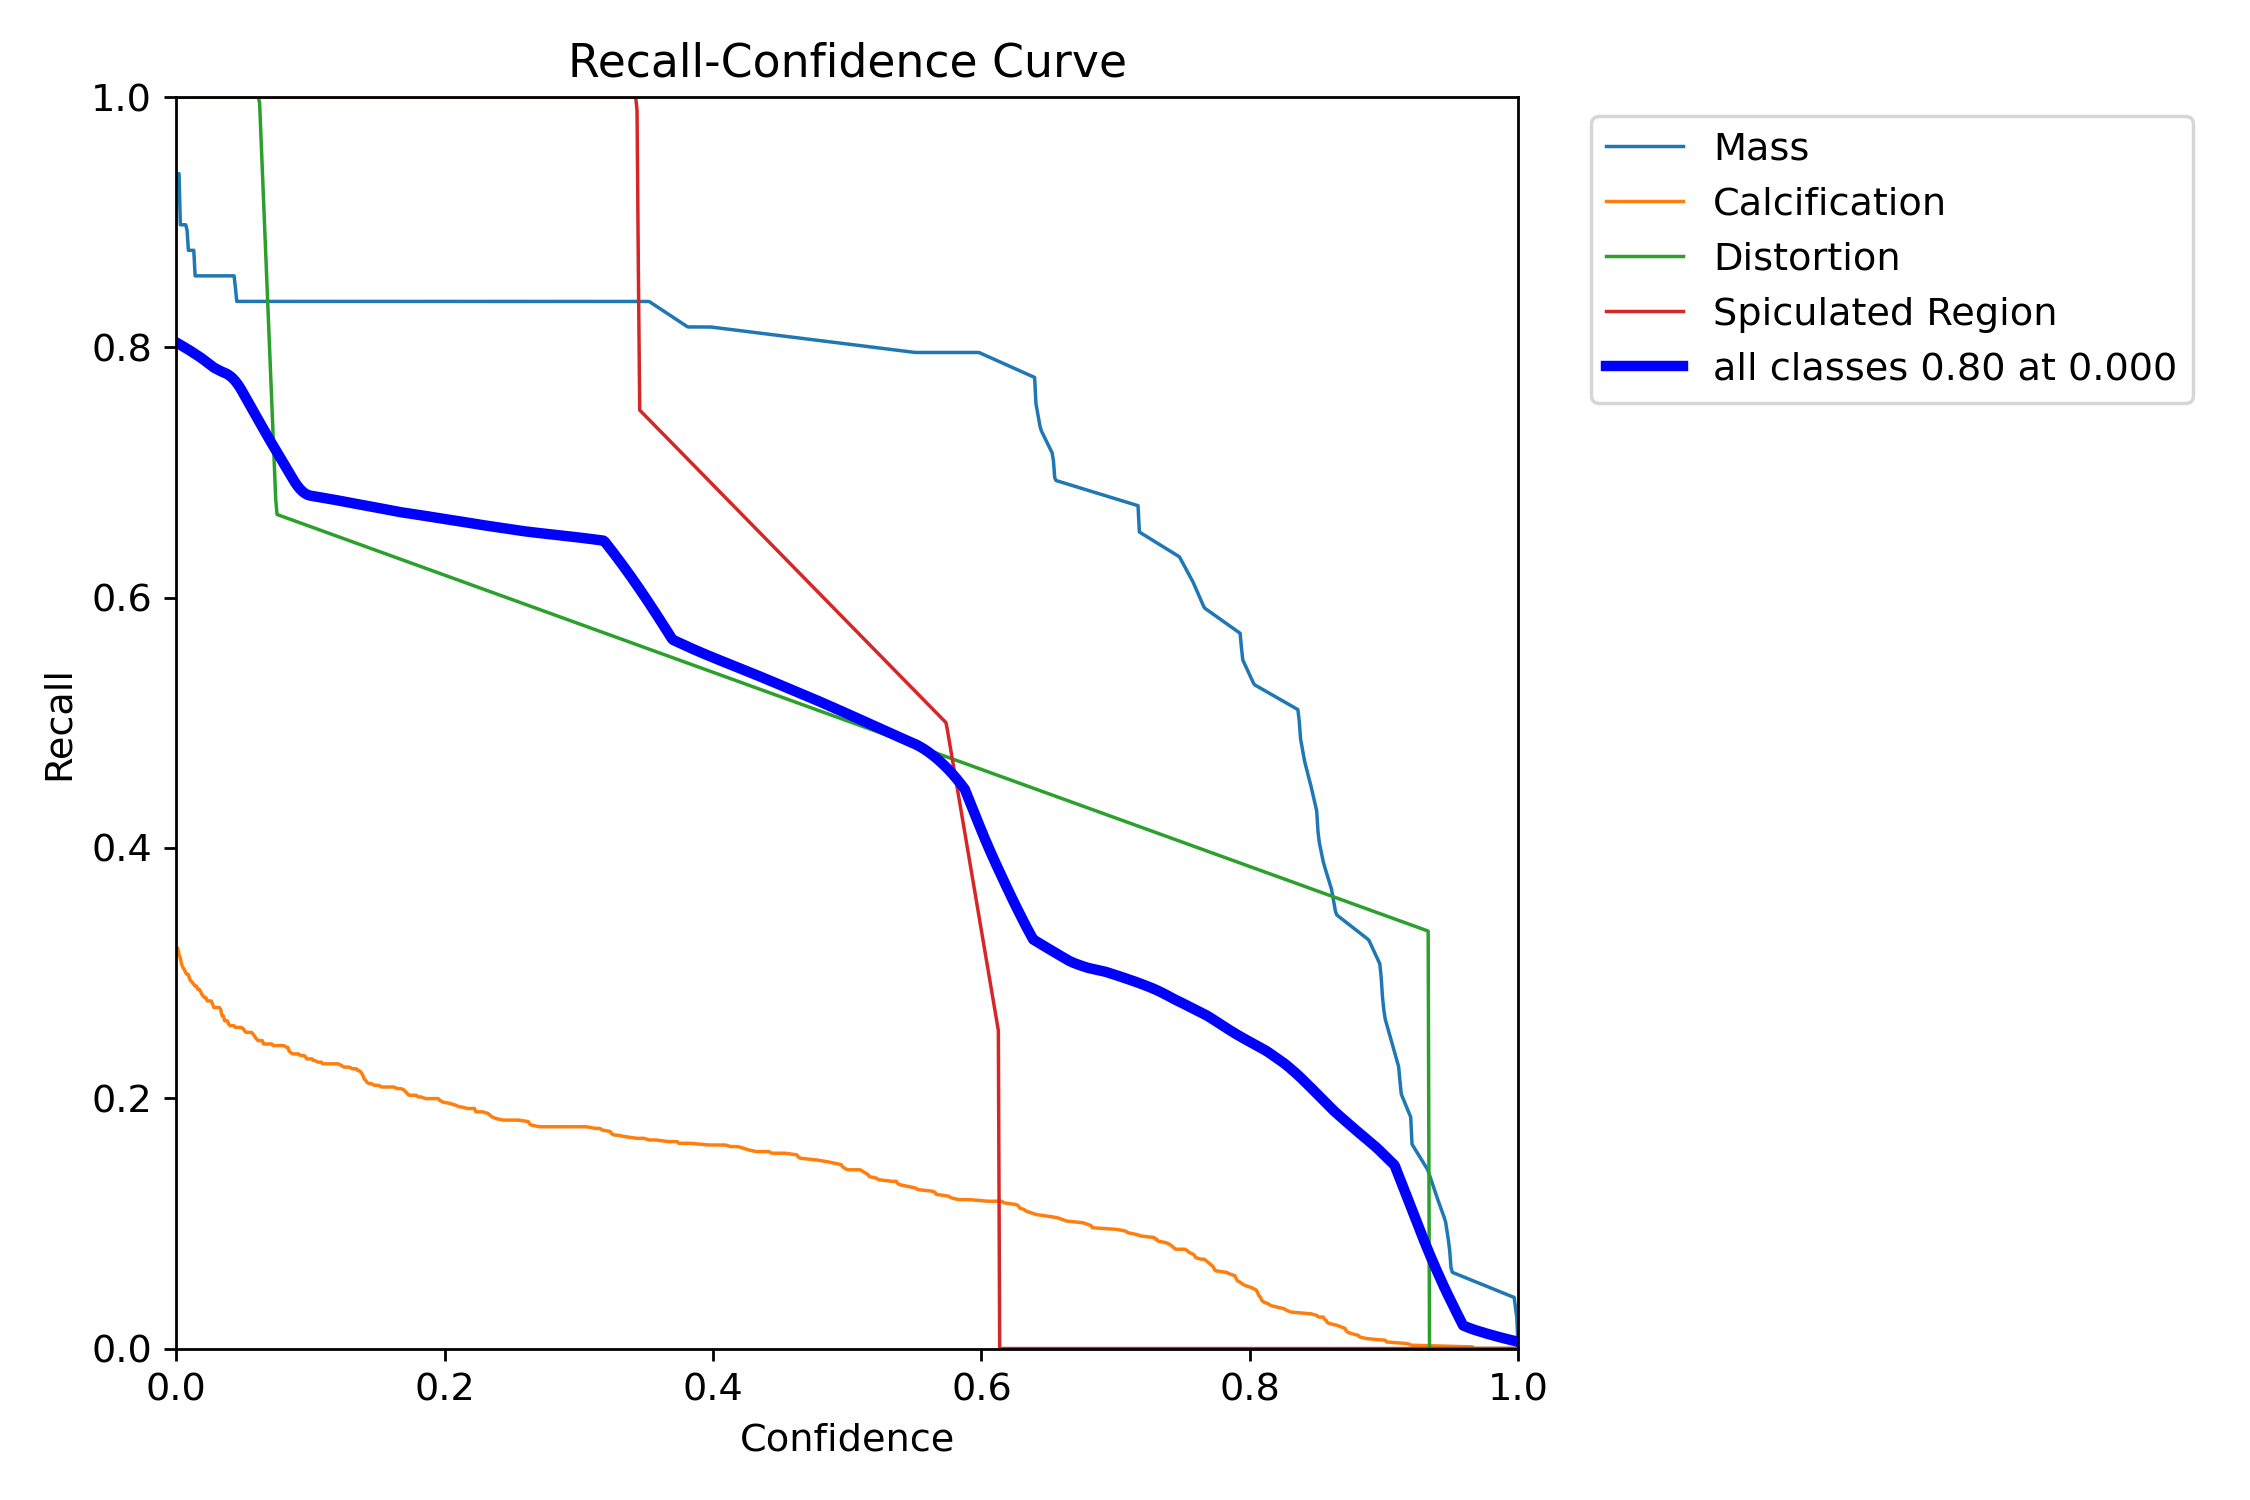 Recall-Confidence Curve
1.0
0.8
0.6
0.4
0.2
0.0
Recall
0.0 0.2 0.4 0.6 0.8 1.0
Confidence
Mass
Calcification
Distortion
Spiculated Region
all classes 0.80 at 0.000